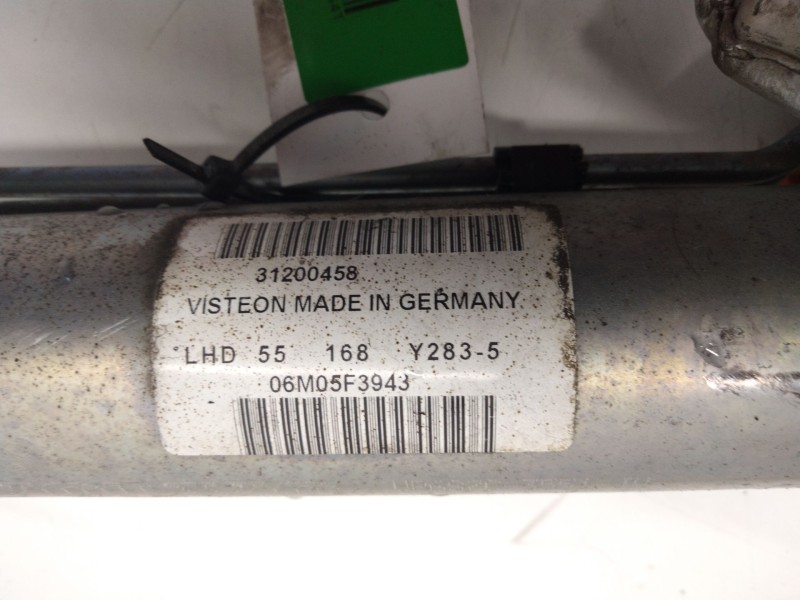 31200458
VISTEON MADE IN GERMANY
LHD 55 168 Y283-5
06M05F3943